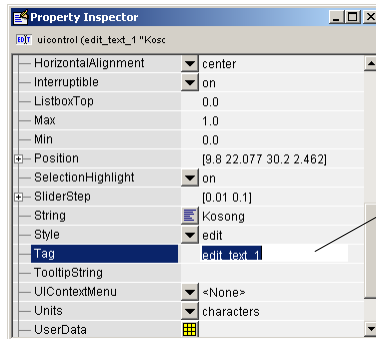 Property Inspector
uicontrol (edit_text_1 "Kosc
HorizontalAlignment center
Interruptible on
ListboxTop 0.0
Max 1.0
Min 0.0
Position [9.8 22.077 30.2 2.462]
SelectionHighlight on
SliderStep [0.01 0.1]
String Kosong
Style edit
Tag edit_text_1
TooltipString
UIContextMenu <None>
Units characters
UserData